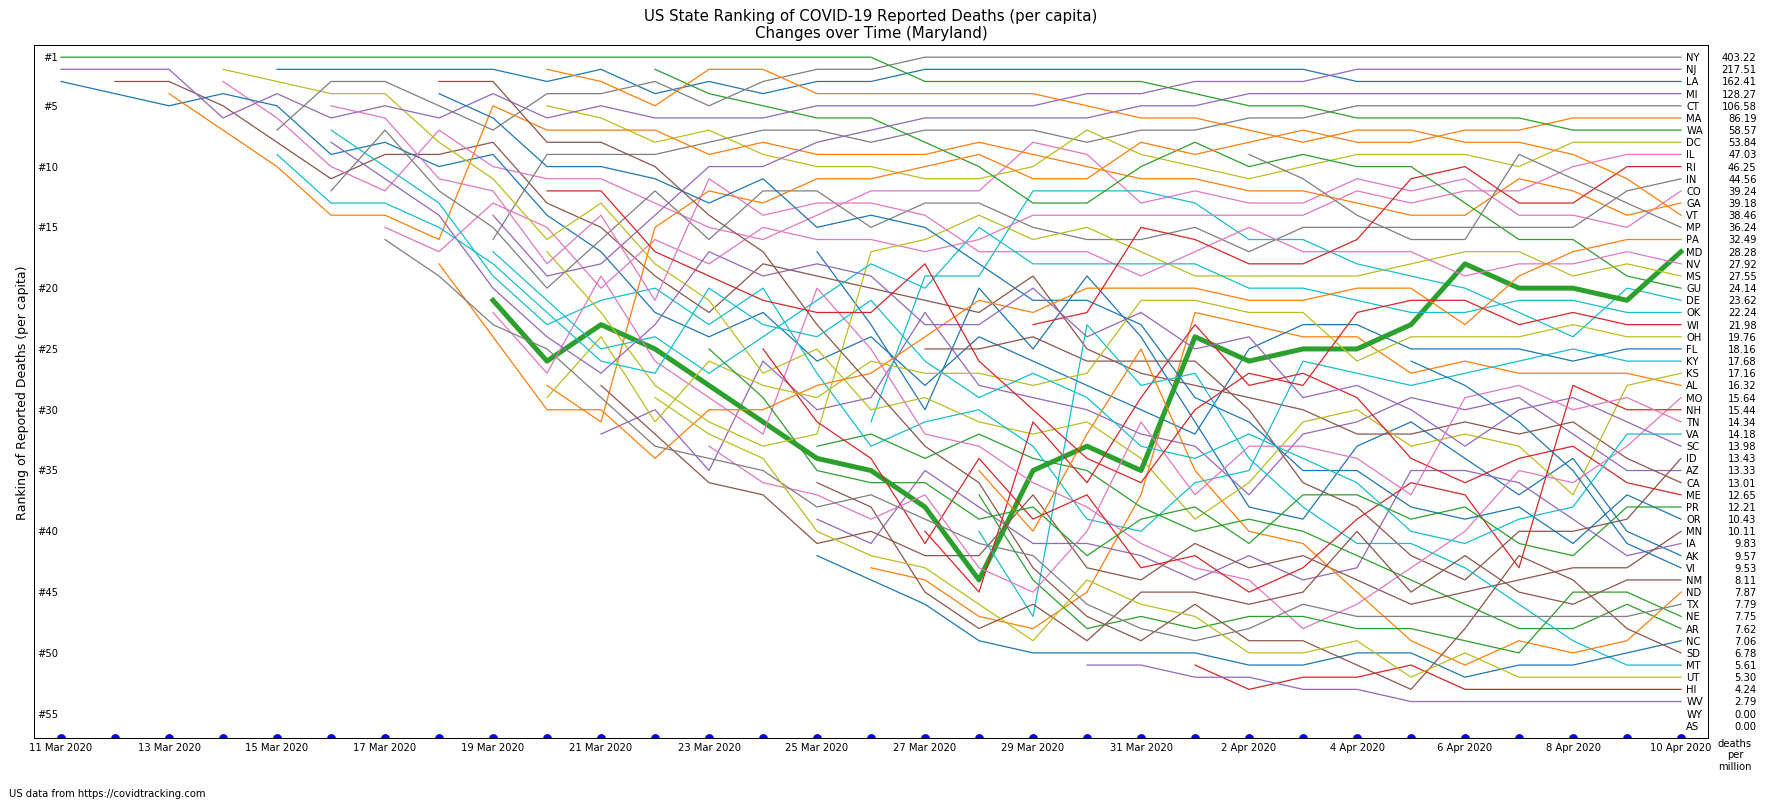 US State Ranking of COVID-19 Reported Deaths (per capita)
Changes over Time (Maryland)
Ranking of Reported Deaths (per capita)
#1
#5
#10
#15
#20
#25
#30
#35
#40
#45
#50
#55
NY 403.22
NJ 217.51
LA 162.41
MI 128.27
CT 106.58
MA 86.19
WA 58.57
DC 53.84
IL 47.03
RI 46.25
IN 44.56
CO 39.24
GA 39.18
VT 38.46
MP 36.24
PA 32.49
MD 28.28
NV 27.92
MS 27.55
GU 24.14
DE 23.62
OK 22.24
WI 21.98
OH 19.76
FL 18.16
KY 17.68
KS 17.16
AL 16.32
MO 15.64
NH 15.44
TN 14.34
VA 14.18
SC 13.98
ID 13.43
AZ 13.33
CA 13.01
ME 12.65
PR 12.21
OR 10.43
MN 10.11
IA 9.83
AK 9.57
VI 9.53
NM 8.11
ND 7.87
TX 7.79
NE 7.75
AR 7.62
NC 7.06
SD 6.78
MT 5.61
UT 5.30
HI 4.24
WV 2.79
WY 0.00
AS 0.00
11 Mar 2020 13 Mar 2020 15 Mar 2020 17 Mar 2020 19 Mar 2020 21 Mar 2020 23 Mar 2020 25 Mar 2020 27 Mar 2020 29 Mar 2020 31 Mar 2020 2 Apr 2020 4 Apr 2020 6 Apr 2020 8 Apr 2020 10 Apr 2020
deaths
per
million
US data from https://covidtracking.com